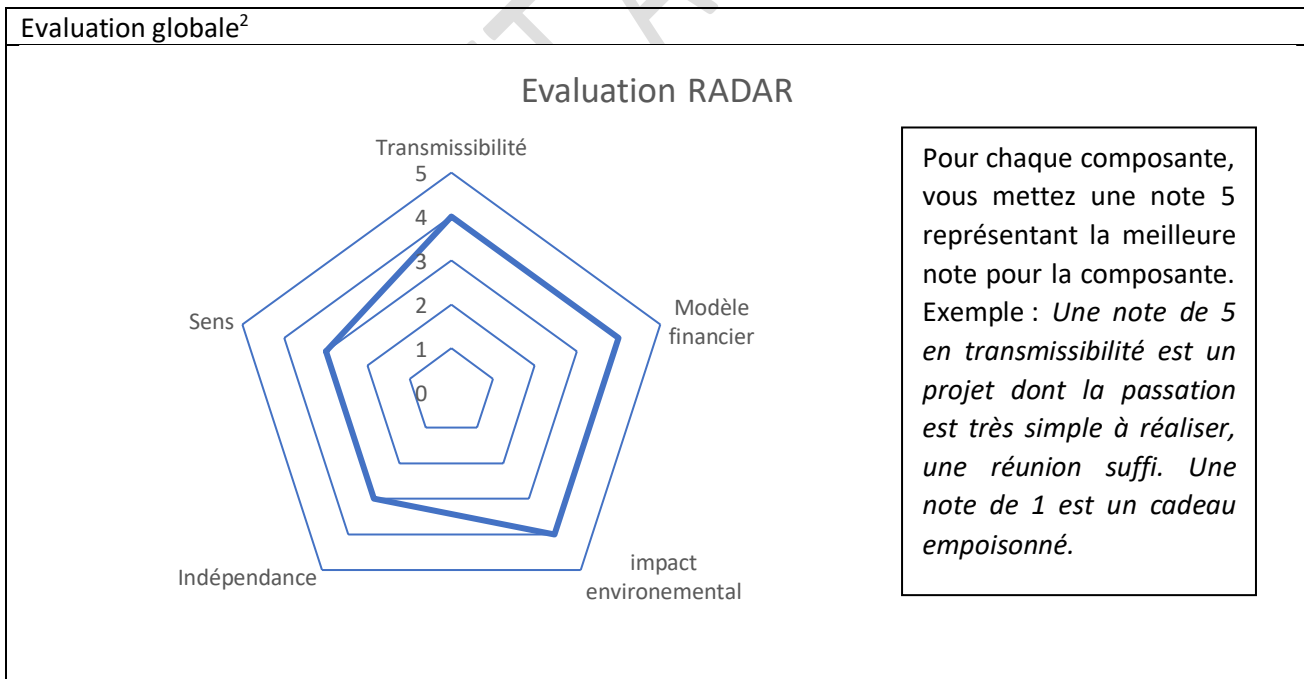 Evaluation globale²
Evaluation RADAR
Transmissibilité
5
4
3
2
1
0
Modèle
financier
impact
environemental
Indépendance
Sens
Pour chaque composante,
vous mettez une note 5
représentant la meilleure
note pour la composante.
Exemple : Une note de 5
en transmissibilité est un
projet dont la passation
est très simple à réaliser,
une réunion suffi. Une
note de 1 est un cadeau
empoisonné.